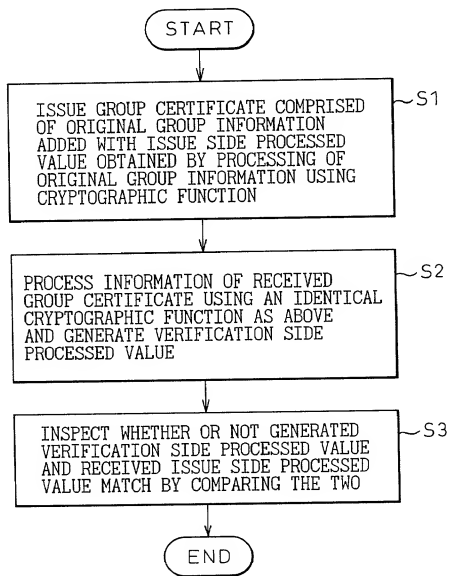 START
S1
ISSUE GROUP CERTIFICATE COMPRISED
OF ORIGINAL GROUP INFORMATION
ADDED WITH ISSUE SIDE PROCESSED
VALUE OBTAINED BY PROCESSING OF
ORIGINAL GROUP INFORMATION USING
CRYPTOGRAPHIC FUNCTION
S2
PROCESS INFORMATION OF RECEIVED
GROUP CERTIFICATE USING AN IDENTICAL
CRYPTOGRAPHIC FUNCTION AS ABOVE
AND GENERATE VERIFICATION SIDE
PROCESSED VALUE
S3
INSPECT WHETHER OR NOT GENERATED
VERIFICATION SIDE PROCESSED VALUE
AND RECEIVED ISSUE SIDE PROCESSED
VALUE MATCH BY COMPARING THE TWO
END